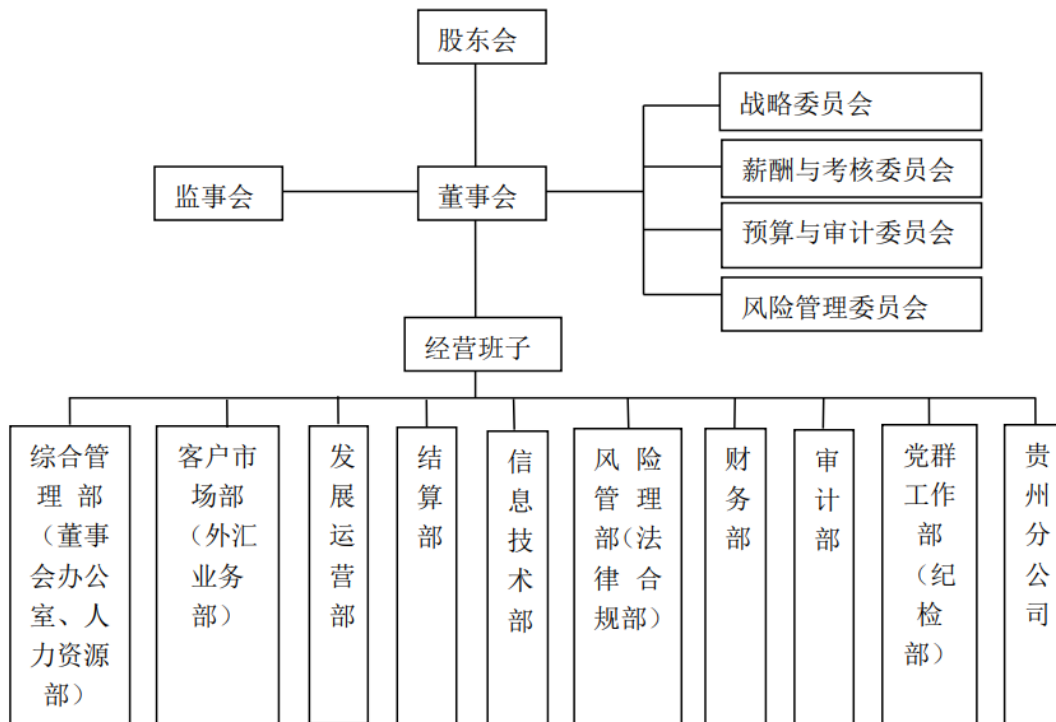 股东会
战略委员会
监事会
董事会
薪酬与考核委员会
预算与审计委员会
风险管理委员会
经营班子
综合管
理 部
（董事
会办公
室、人
力资源
部）
客户市
场部
（外汇
业务
部）
发
展
运
营
部
结
算
部
信
息
技
术
部
风 险
管 理
部（法
律 合
规部）
财
务
部
审
计
部
党群
工作
部
（纪
检
部）
贵
州
分
公
司